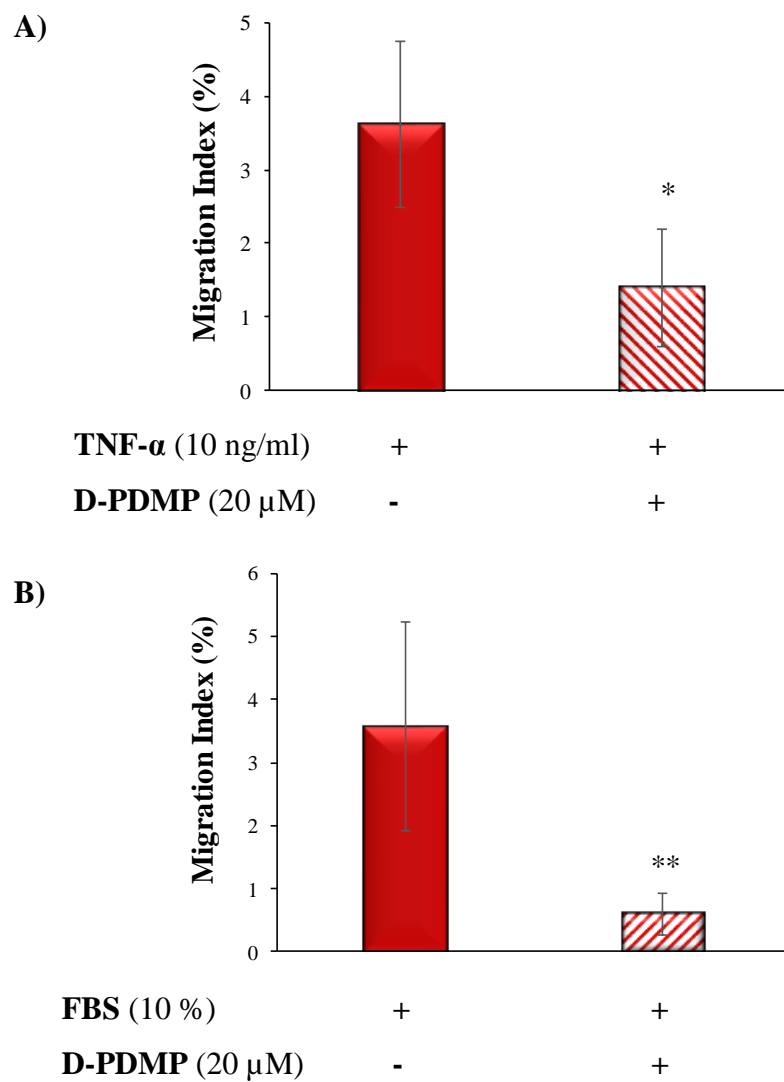 A)
Migration Index (%)
5
4
3
2
1
0
*
TNF-α (10 ng/ml) + +
D-PDMP (20 µM) - +
B)
Migration Index (%)
6
5
4
3
2
1
0
**
FBS (10 %) + +
D-PDMP (20 µM) - +